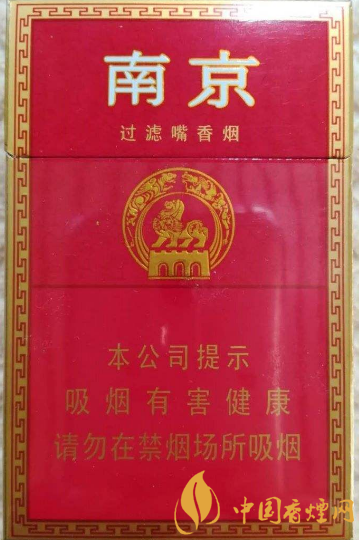 南京
过滤嘴香烟
本公司提示
吸烟有害健康
请勿在禁烟场所吸烟
中国香烟网